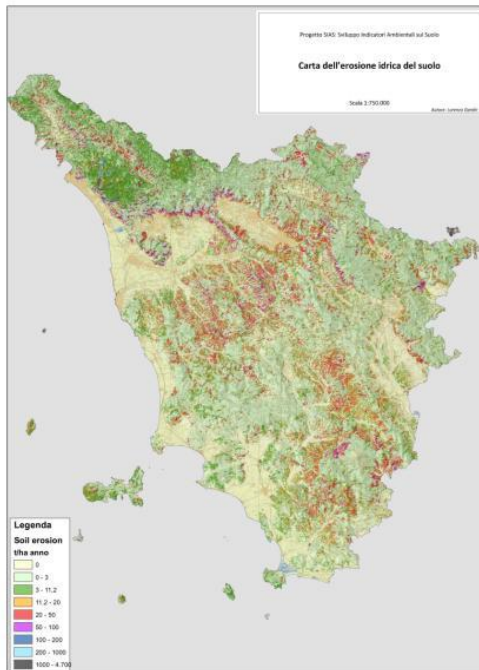 Progetto SIAS: Sviluppo Indicatori Ambientali sul Suolo
Carta dell'erosione idrica del suolo
Scala 1:750.000
Autore: Lorenzo
Legenda
Soil erosion
t/ha anno
0
0 - 3
3 - 11,2
11,2 - 20
20 - 50
50 - 100
100 - 200
200 - 1000
1000 - 4.700